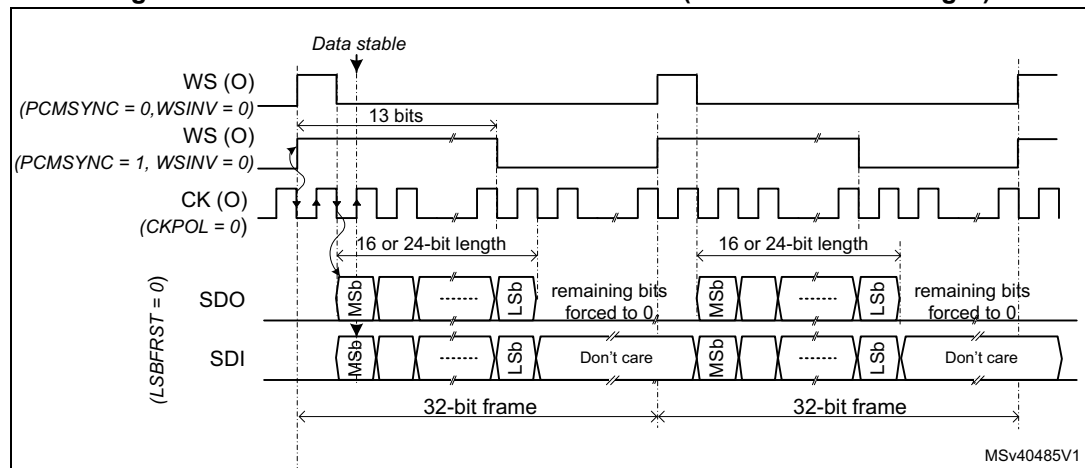 Data stable
WS (O)
(PCMSYNC = 0,WSINV = 0)
13 bits
WS (O)
(PCMSYNC = 1, WSINV = 0)
CK (O)
(CKPOL = 0)
16 or 24-bit length
16 or 24-bit length
(LSBFRST = 0)
SDO
MSb
LSb
remaining bits
forced to 0
MSb
LSb
remaining bits
forced to 0
SDI
MSb
LSb
Don't care
MSb
LSb
Don't care
32-bit frame
32-bit frame
MSv40485V1